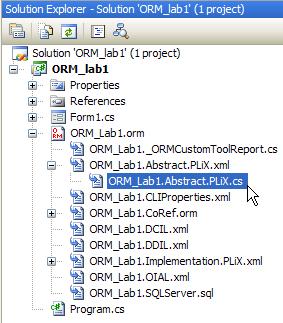 Solution Explorer - Solution 'ORM_lab1' (1 project)
Solution 'ORM_lab1' (1 project)
ORM_lab1
Properties
References
Form1.cs
ORM_Lab1.orm
ORM_Lab1._ORMCustomToolReport.cs
ORM_Lab1.Abstract.PLiX.xml
ORM_Lab1.Abstract.PLiX.cs
ORM_Lab1.CLIProperties.xml
ORM_Lab1.CoRef.orm
ORM_Lab1.DCIL.xml
ORM_Lab1.DDIL.xml
ORM_Lab1.Implementation.PLiX.xml
ORM_Lab1.OIAL.xml
ORM_Lab1.SQLServer.sql
Program.cs